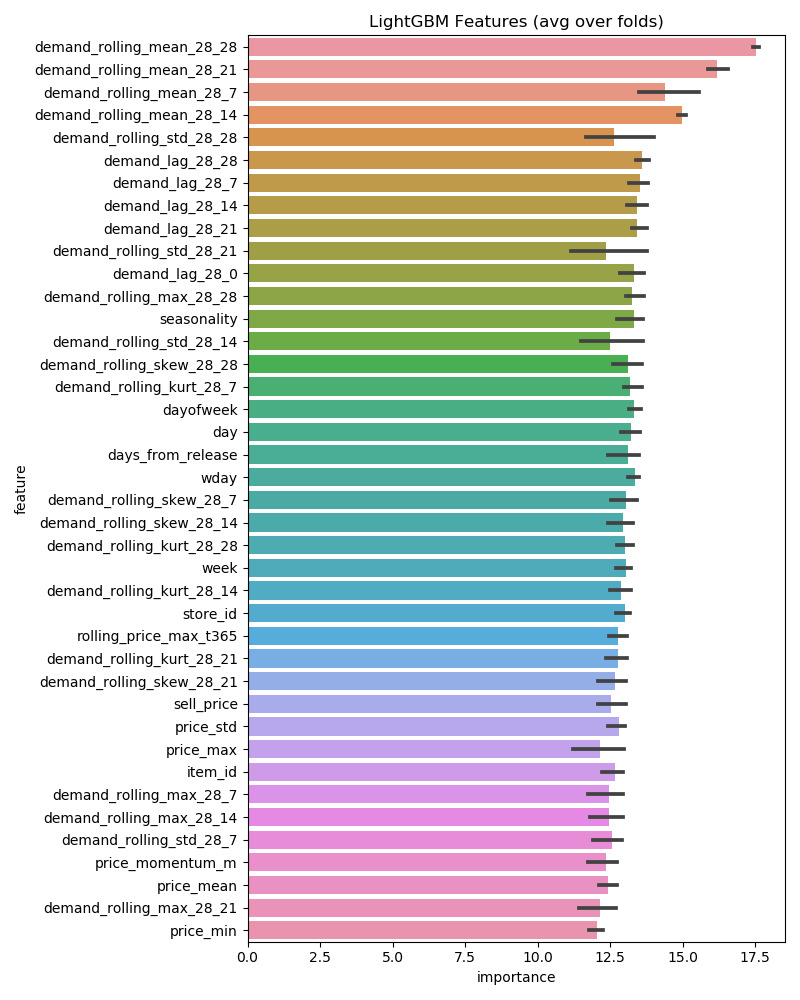 LightGBM Features (avg over folds)
demand_rolling_mean_28_28
demand_rolling_mean_28_21
demand_rolling_mean_28_7
demand_rolling_mean_28_14
demand_rolling_std_28_28
demand_lag_28_28
demand_lag_28_7
demand_lag_28_14
demand_lag_28_21
demand_rolling_std_28_21
demand_lag_28_0
demand_rolling_max_28_28
seasonality
demand_rolling_std_28_14
demand_rolling_skew_28_28
demand_rolling_kurt_28_7
dayofweek
day
days_from_release
wday
demand_rolling_skew_28_7
demand_rolling_skew_28_14
demand_rolling_kurt_28_28
week
demand_rolling_kurt_28_14
store_id
rolling_price_max_t365
demand_rolling_kurt_28_21
demand_rolling_skew_28_21
sell_price
price_std
price_max
item_id
demand_rolling_max_28_7
demand_rolling_max_28_14
demand_rolling_std_28_7
price_momentum_m
price_mean
demand_rolling_max_28_21
price_min
feature
0.0 2.5 5.0 7.5 10.0 12.5 15.0 17.5
importance